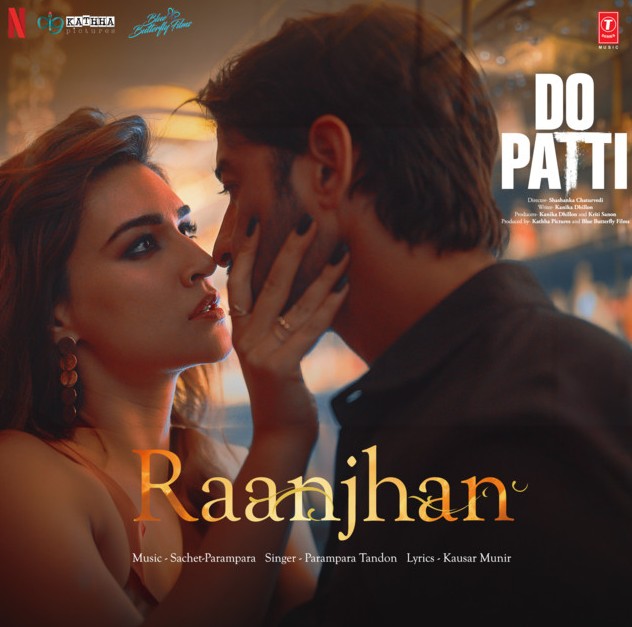 N
KATHHA
pictures
Blue
Butterfly Films
T
SERIES
MUSIC
DO
PATTI
Director- Shashanka Chaturvedi
Writer- Kanika Dhillon
Producers- Kanika Dhillon and Kriti Sanon
Produced by- Kathha Pictures and Blue Butterfly Films
Raanjhan
Music - Sachet-Parampara Singer - Parampara Tandon Lyrics - Kausar Munir